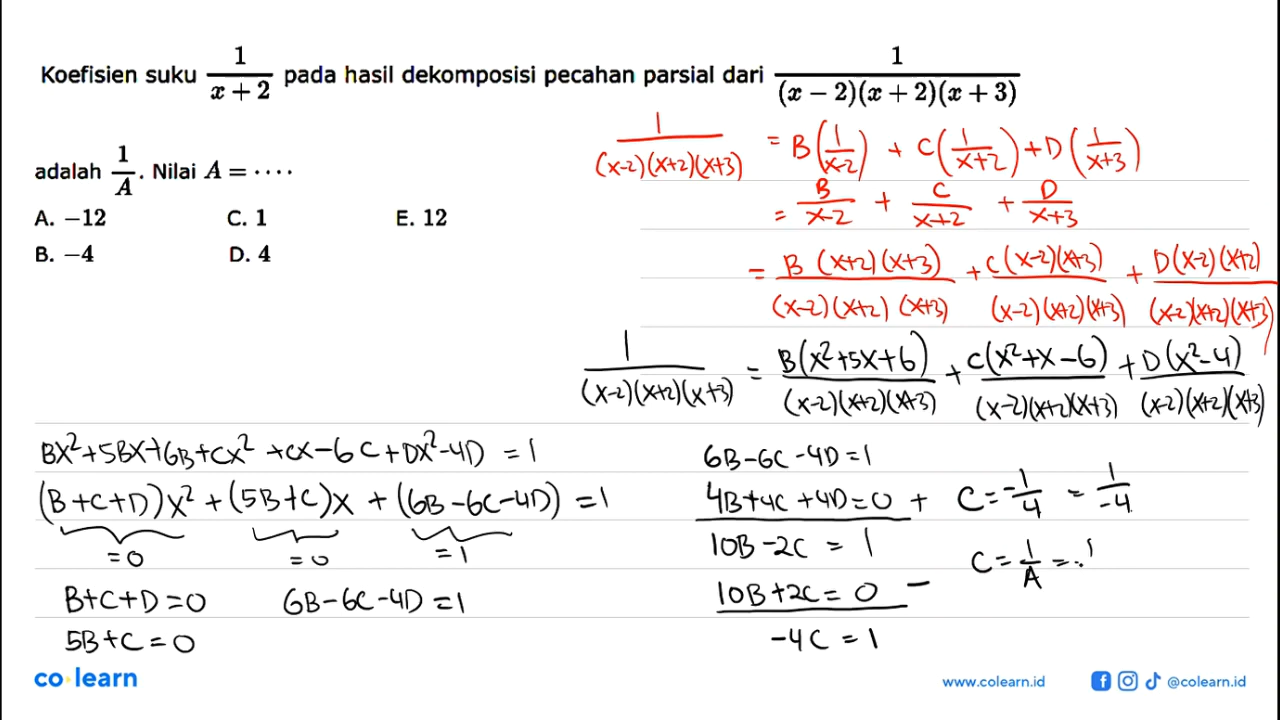 Koefisien suku 1/(x + 2) pada hasil dekomposisi pecahan parsial dari 1/((x − 2)(x + 2)(x + 3))
adalah 1/A. Nilai A = ····
A. −12 C. 1 E. 12
B. −4 D. 4
1/((x-2)(x+2)(x+3)) = B(1/(x-2)) + C(1/(x+2)) + D(1/(x+3))
= B/(x-2) + C/(x+2) + D/(x+3)
= B(x+2)(x+3)/((x-2)(x+2)(x+3)) + C(x-2)(x+3)/((x-2)(x+2)(x+3)) + D(x-2)(x+2)/((x-2)(x+2)(x+3))
1/((x-2)(x+2)(x+3)) = B(x²+5x+6)/((x-2)(x+2)(x+3)) + C(x²+x-6)/((x-2)(x+2)(x+3)) + D(x²-4)/((x-2)(x+2)(x+3))
Bx²+5Bx+6B+Cx²+Cx-6C+Dx²-4D = 1
(B+C+D)x² + (5B+C)x + (6B-6C-4D) = 1
=0 =0 =1
B+C+D=0 6B-6C-4D=1
5B+C=0
6B-6C-4D=1
4B+4C+4D=0 +
10B-2C = 1
10B+2C=0 −
-4C = 1
C=-1/4 = 1/-4
C=1/A = 1
co·learn www.colearn.id @colearn.id